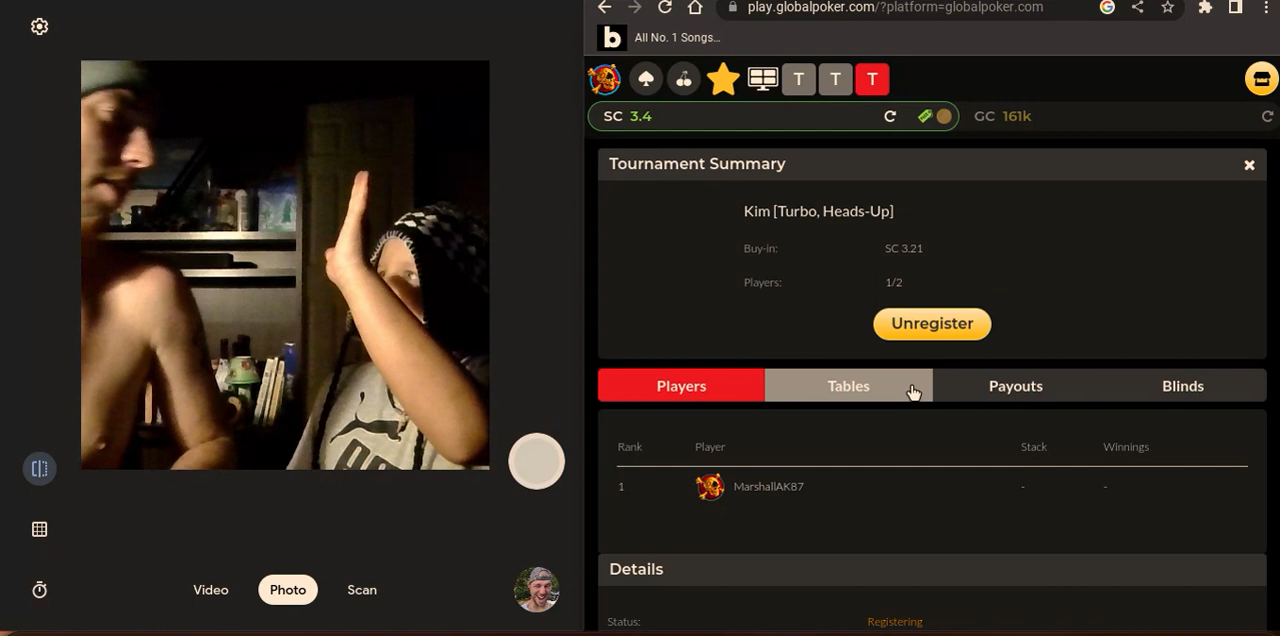 play.globalpoker.com/?platform=globalpoker.com
b All No. 1 Songs...
T T T
SC 3.4 GC 161k
Tournament Summary
Kim [Turbo, Heads-Up]
Buy-in: SC 3.21
Players: 1/2
Unregister
Players Tables Payouts Blinds
Rank Player Stack Winnings
1 MarshallAK87 - -
Details
Status: Registering
Video Photo Scan